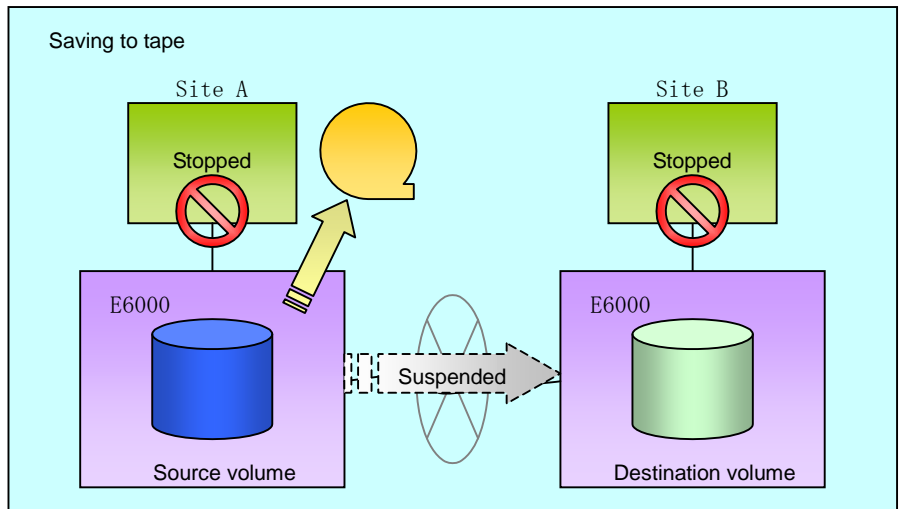 Saving to tape
Site A
Site B
Stopped
Stopped
E6000
E6000
Suspended
Source volume
Destination volume